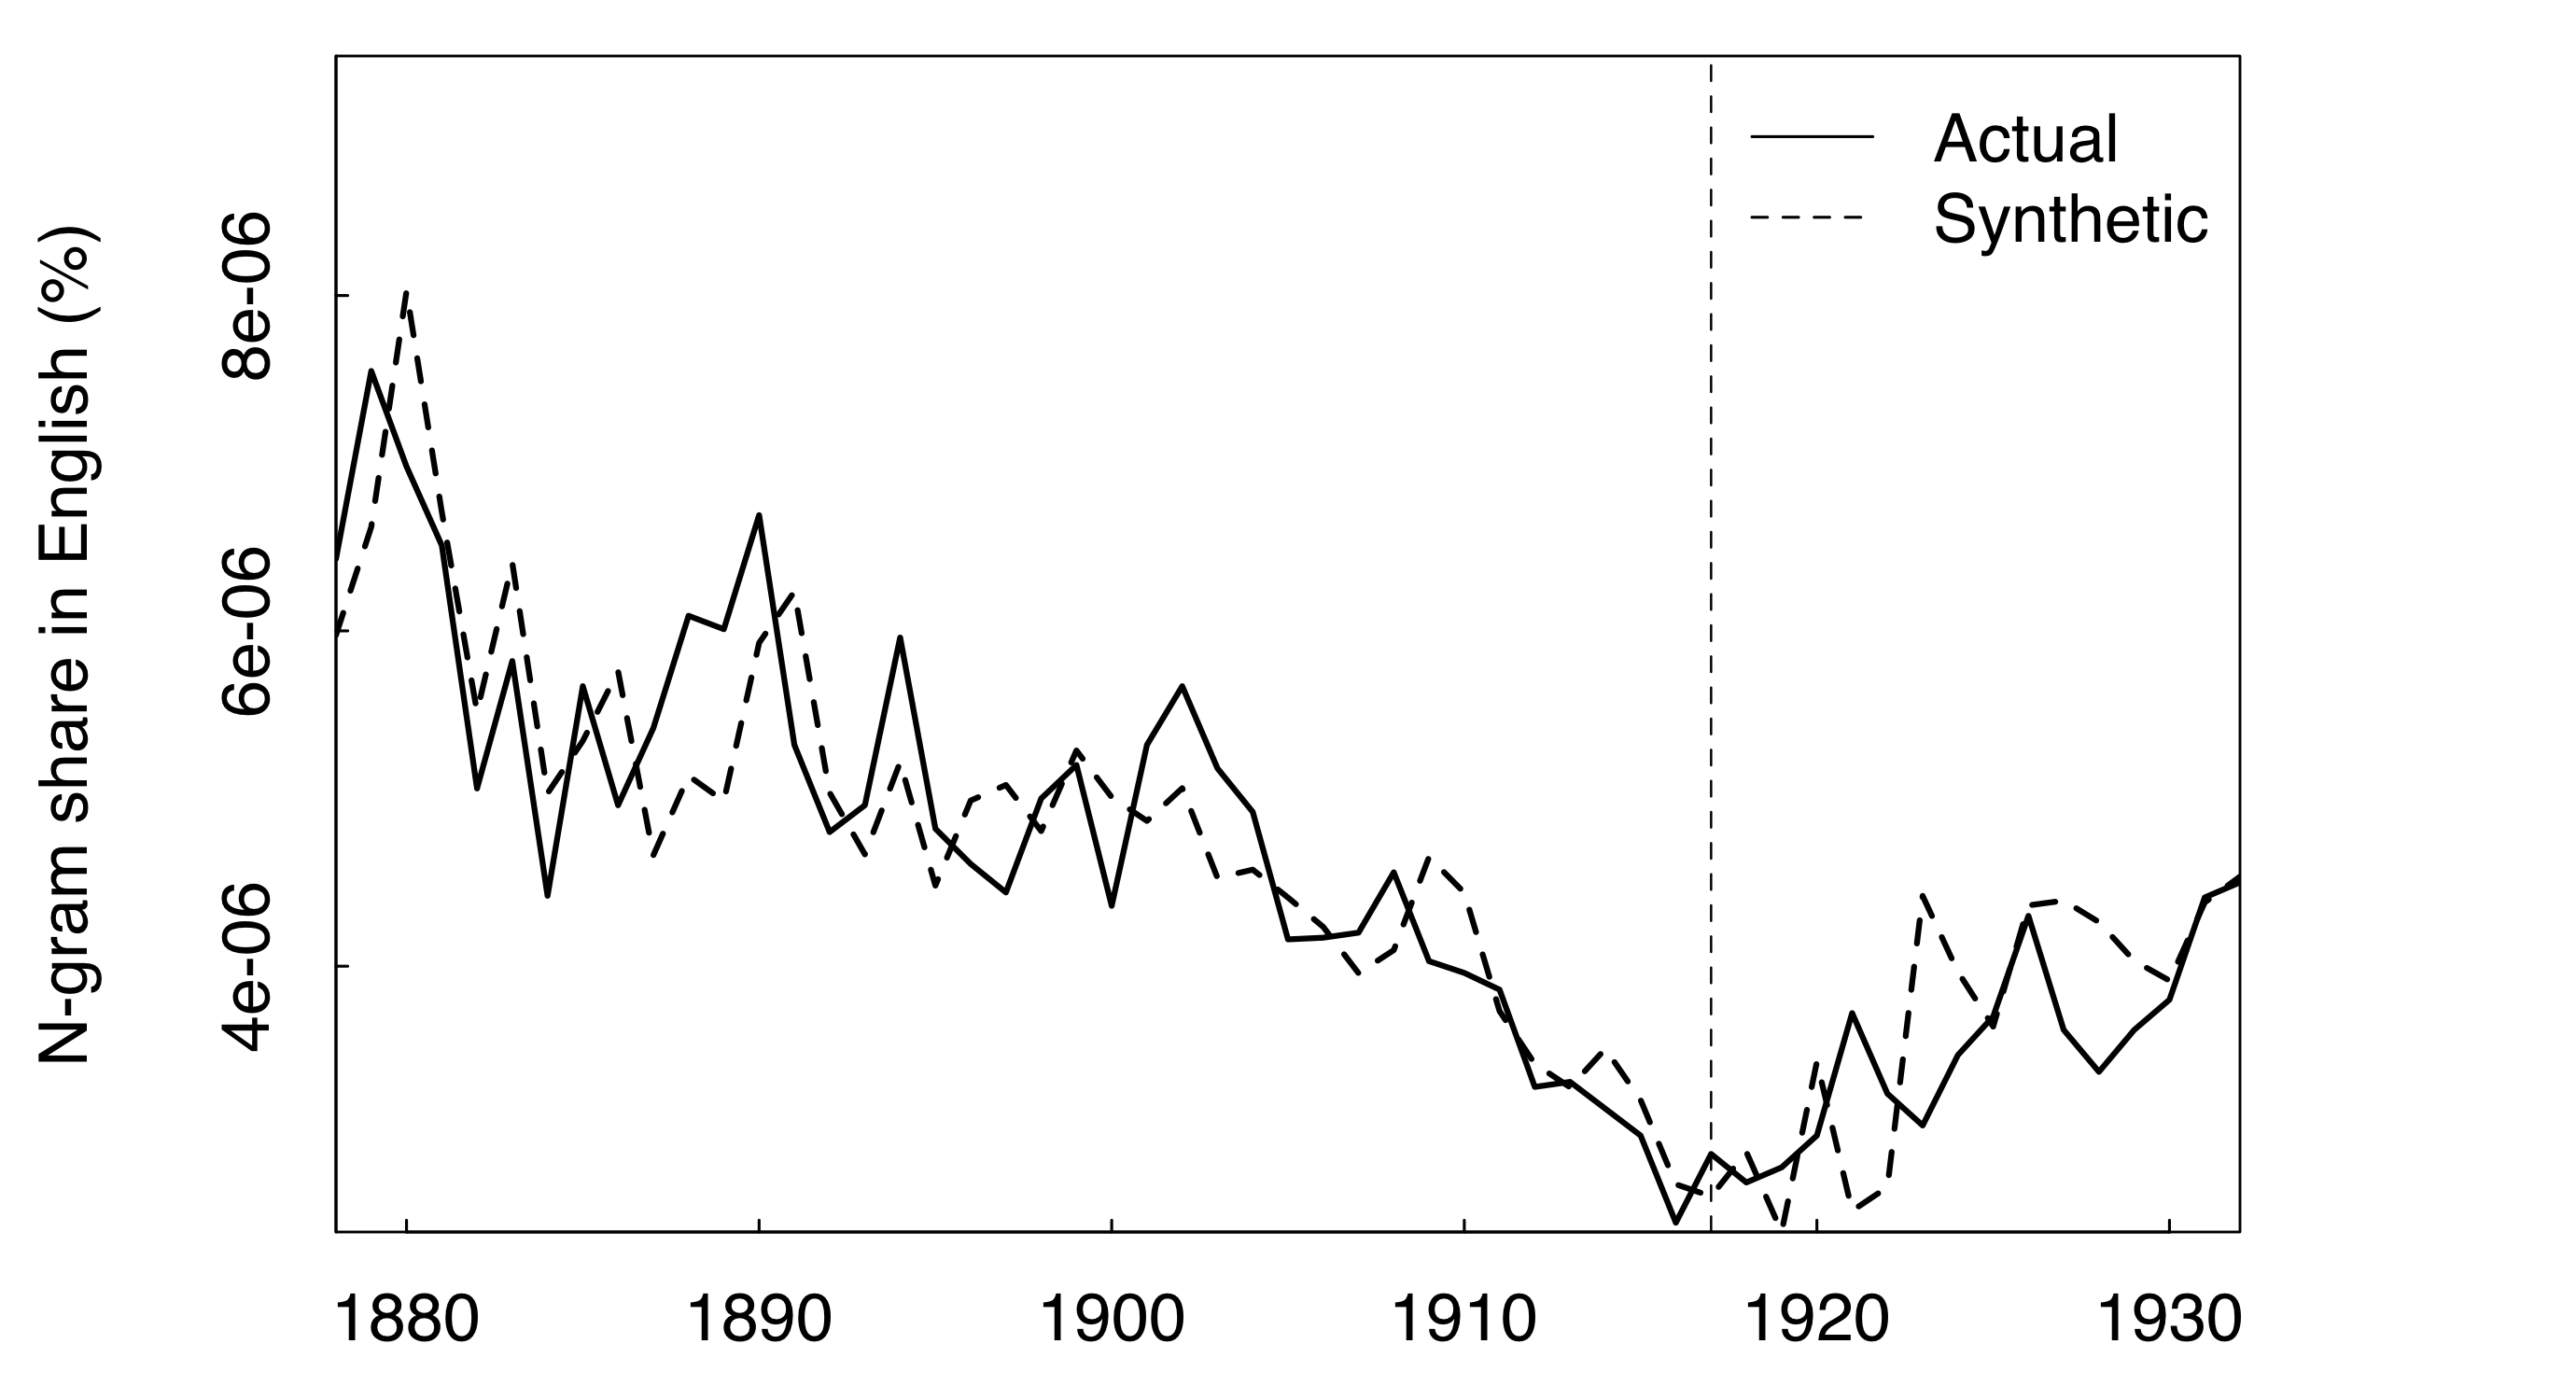 N-gram share in English (%)
8e-06
6e-06
4e-06
Actual
Synthetic
1880 1890 1900 1910 1920 1930